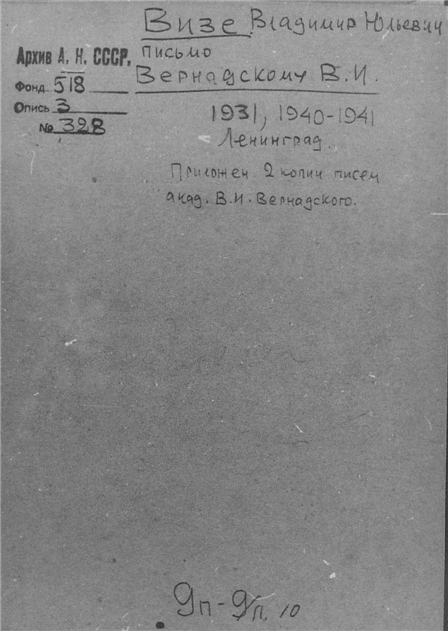 Визе Владимир Юльевич
Архив А. Н. СССР,
Фонд 518
Опись 3
№ 328
письмо
Вернадскому В.И.
1931, 1940-1941
Ленинград.
Приложен 2 копии писем
акад. В.И. Вернадского.
9п-9/п. 10